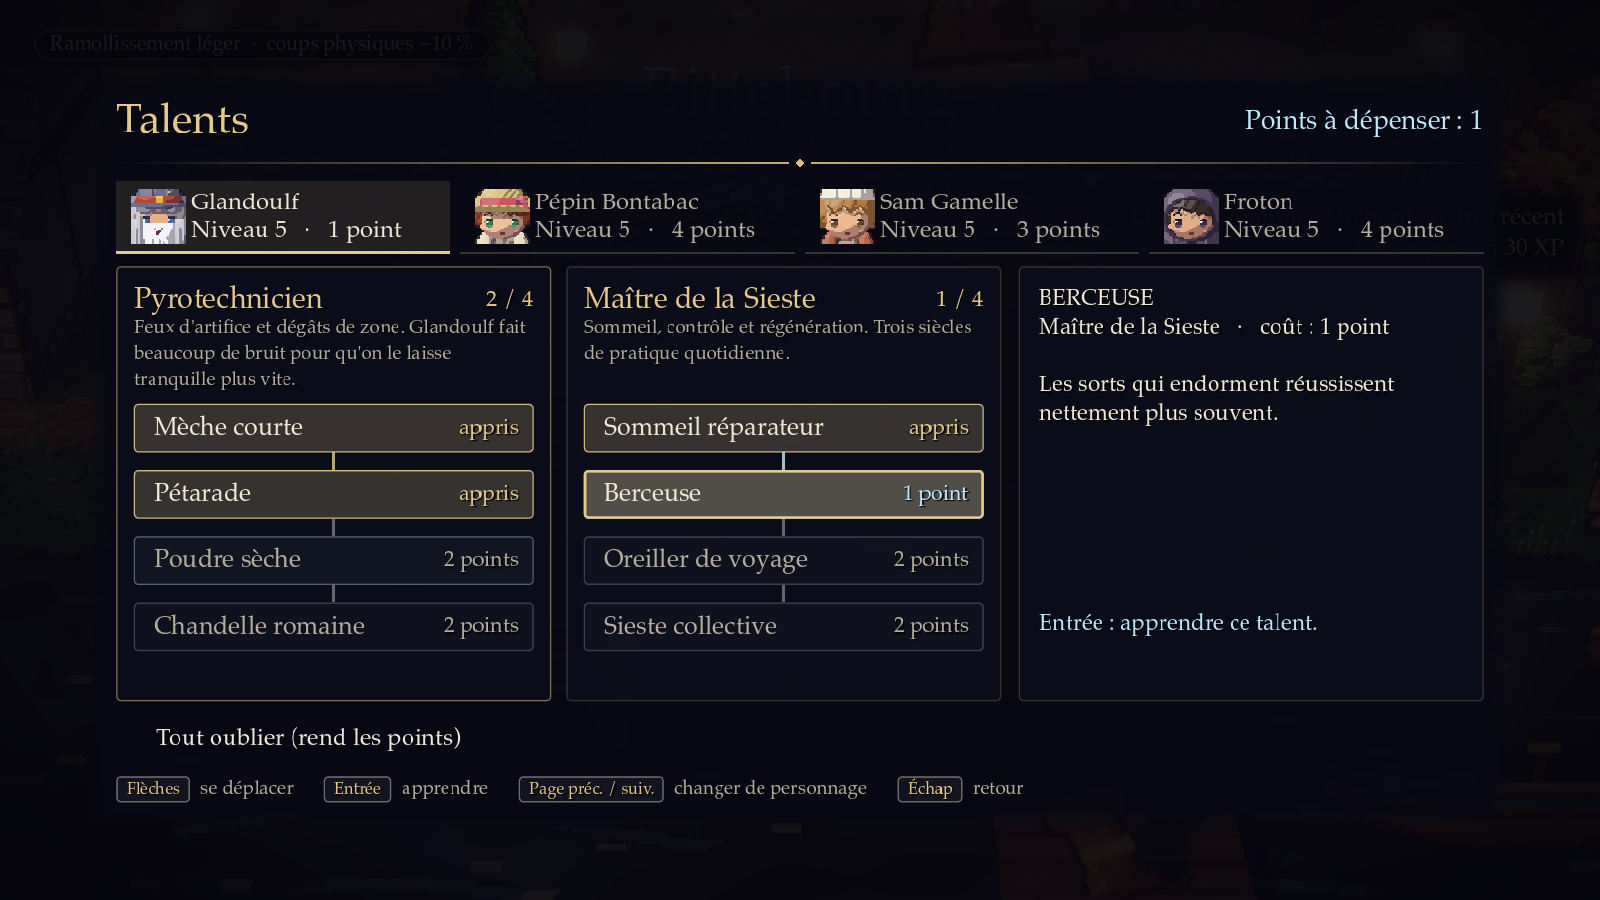 Ramollissement léger · coups physiques −10 %
Talents
Points à dépenser : 1
Glandoulf
Niveau 5 · 1 point
Pépin Bontabac
Niveau 5 · 4 points
Sam Gamelle
Niveau 5 · 3 points
Froton
Niveau 5 · 4 points
récent
30 XP
Pyrotechnicien
2 / 4
Feux d'artifice et dégâts de zone. Glandoulf fait
beaucoup de bruit pour qu'on le laisse
tranquille plus vite.
Mèche courte
appris
Pétarade
appris
Poudre sèche
2 points
Chandelle romaine
2 points
Maître de la Sieste
1 / 4
Sommeil, contrôle et régénération. Trois siècles
de pratique quotidienne.
Sommeil réparateur
appris
Berceuse
1 point
Oreiller de voyage
2 points
Sieste collective
2 points
BERCEUSE
Maître de la Sieste · coût : 1 point
Les sorts qui endorment réussissent
nettement plus souvent.
Entrée : apprendre ce talent.
Tout oublier (rend les points)
Flèches se déplacer Entrée apprendre Page préc. / suiv. changer de personnage Échap retour